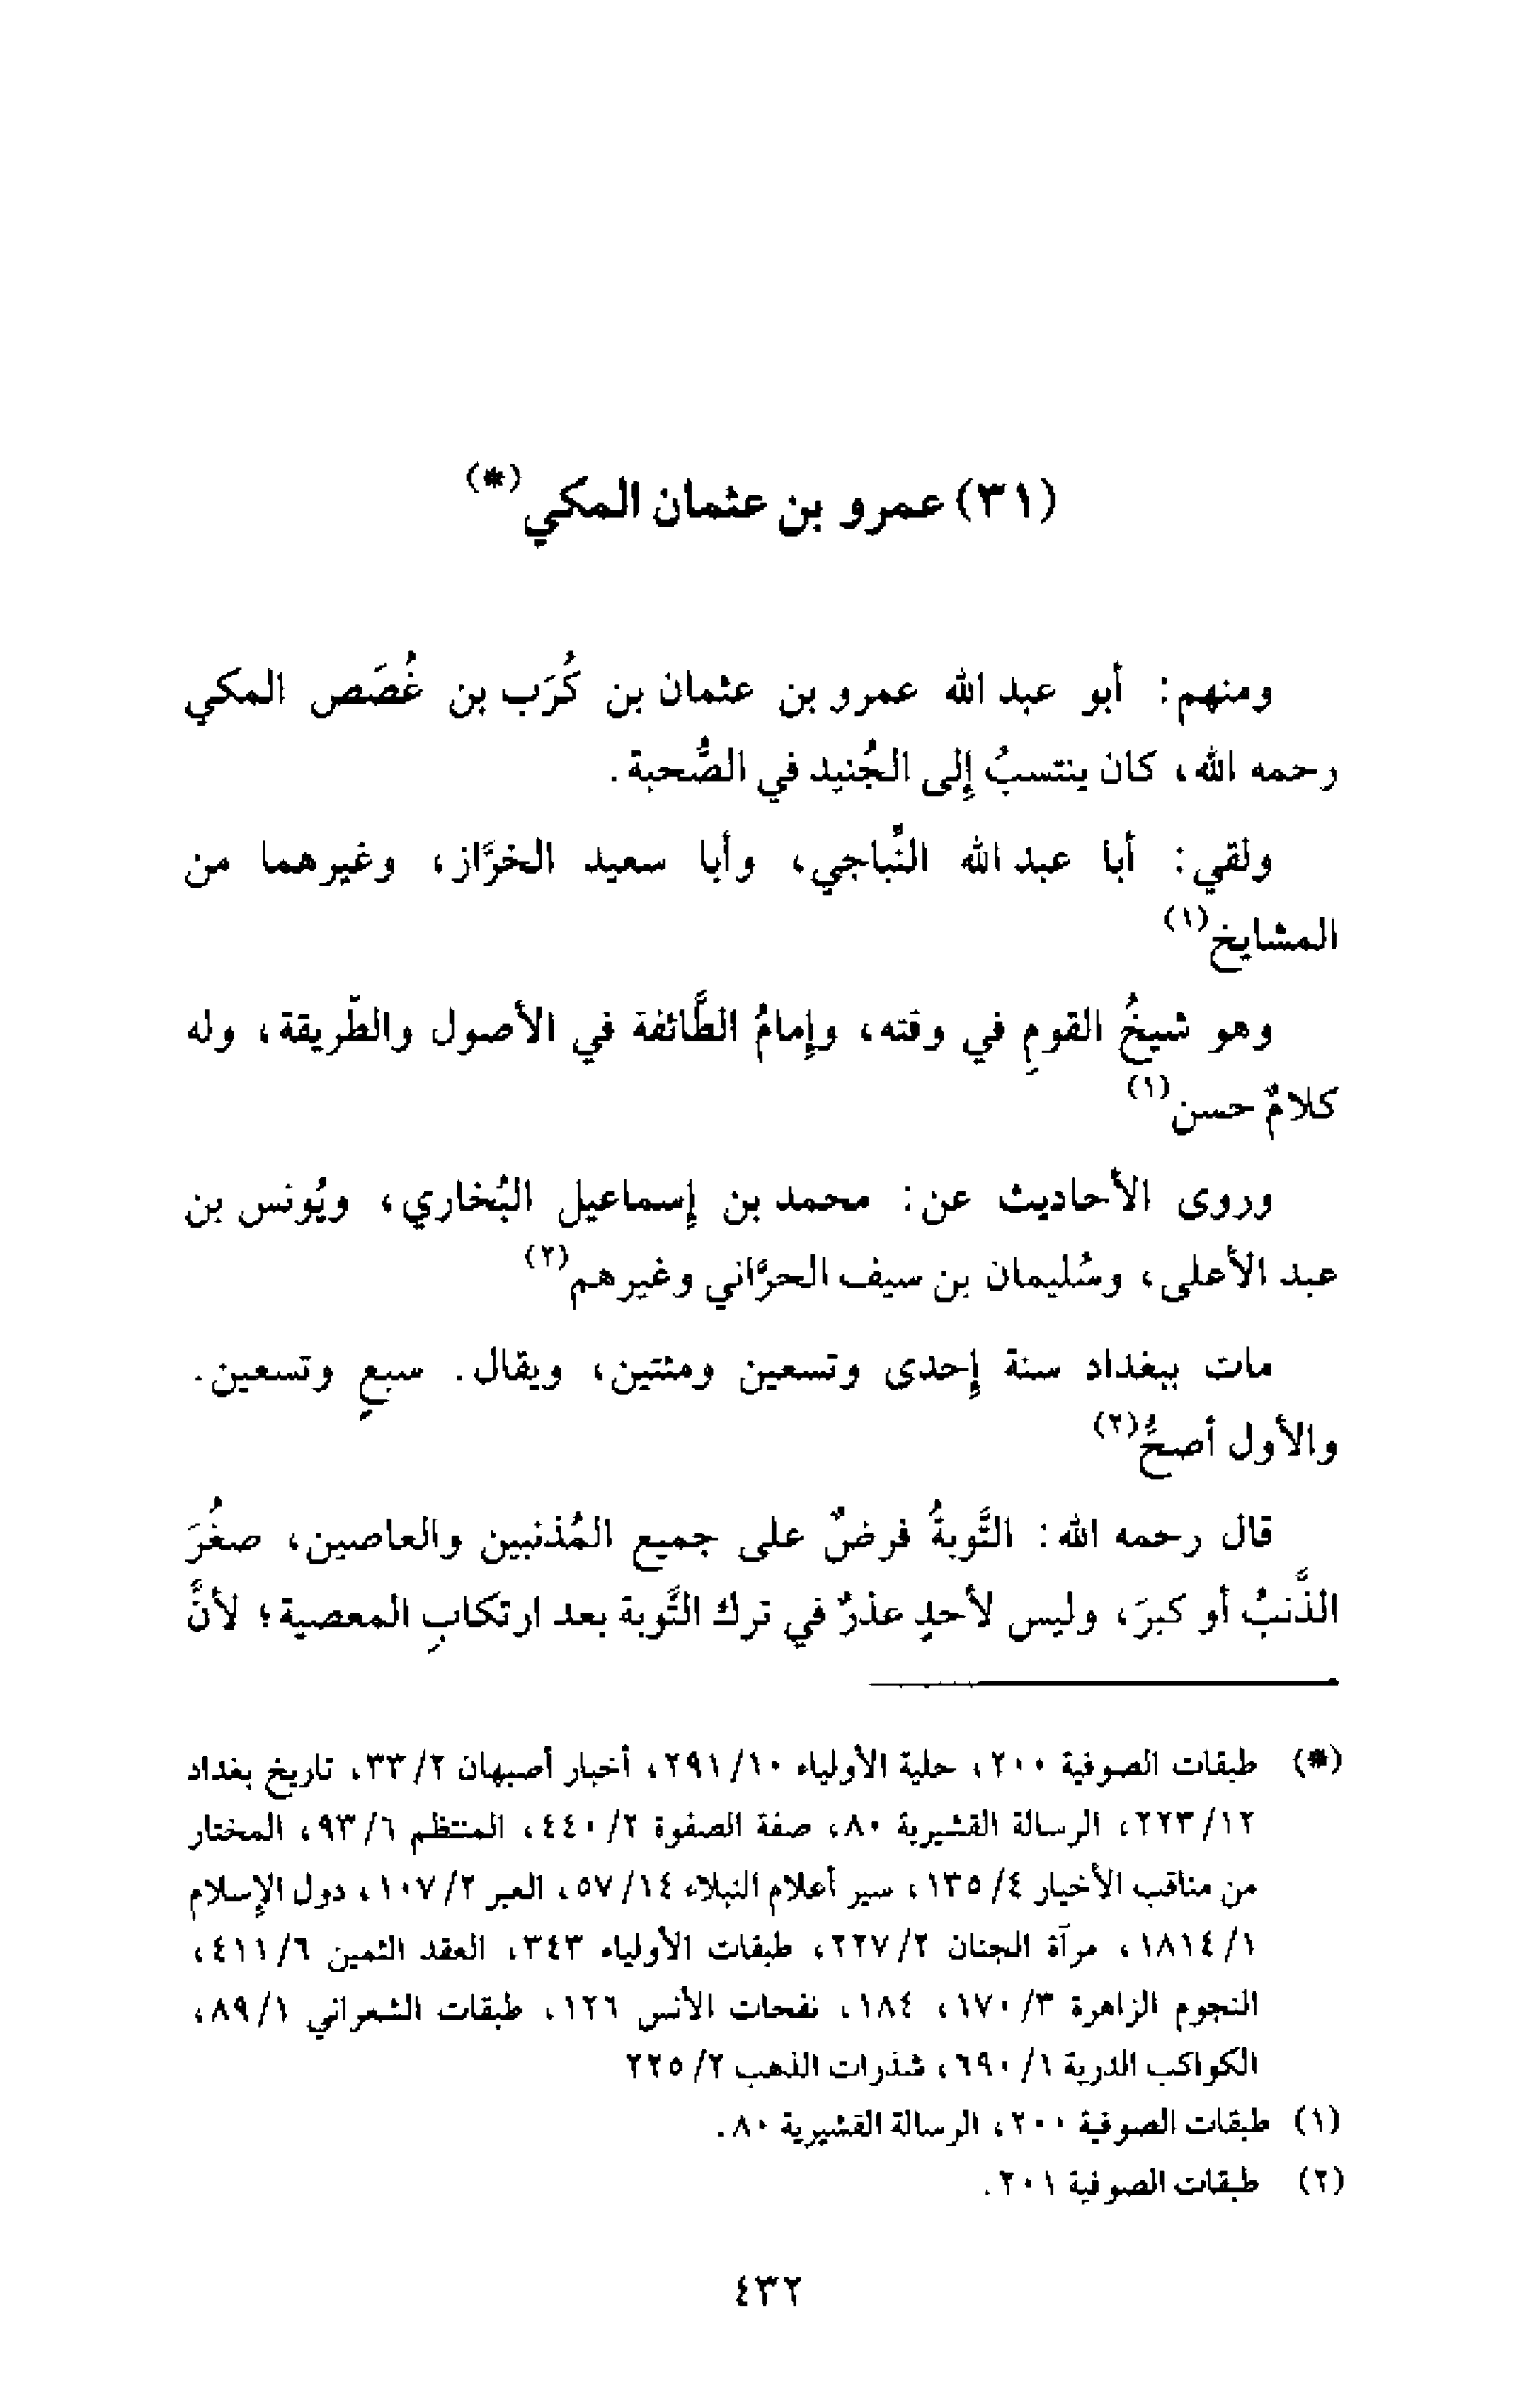 (٣١) عمرو بن عثمان المكي(*)
ومنهم: أبو عبد الله عمرو بن عثمان بن كُرَب بن غُصَص المكي
رحمه الله، كان ينتسبُ إلى الجُنيد في الصُّحبة.
ولقي: أبا عبد الله النِّباجي، وأبا سعيد الخرَّاز، وغيرهما من
المشايخ(١)
وهو شيخُ القومِ في وقته، وإمامُ الطَّائفة في الأصول والطّريقة، وله
كلامٌ حسن(١)
وروى الأحاديث عن: محمد بن إسماعيل البُخاري، ويُونس بن
عبد الأعلى، وسُليمان بن سيف الحرَّاني وغيرهم(٢)
مات ببغداد سنة إحدى وتسعين ومئتين، ويقال. سبعٍ وتسعين.
والأول أصحُّ(٢)
قال رحمه الله: التَّوبةُ فرضٌ على جميع المُذنبين والعاصين، صغُرَ
الذَّنبُ أو كبرَ، وليس لأحدٍ عذرٌ في ترك التَّوبة بعد ارتكابِ المعصية؛ لأنَّ
(*) طبقات الصوفية ٢٠٠، حلية الأولياء ٢٩١/١٠، أخبار أصبهان ٣٣/٢، تاريخ بغداد
٢٢٣/١٢، الرسالة القشيرية ٨٠، صفة الصفوة ٤٤٠/٢، المنتظم ٩٣/٦، المختار
من مناقب الأخيار ١٣٥/٤، سير أعلام النبلاء ٥٧/١٤، العبر ١٠٧/٢، دول الإسلام
١٨١٤/١، مرآة الجنان ٢٢٧/٢، طبقات الأولياء ٣٤٣، العقد الثمين ٤١١/٦،
النجوم الزاهرة ١٧٠/٣، ١٨٤، نفحات الأنس ١٢٦، طبقات الشعراني ٨٩/١،
الكواكب الدرية ٦٩٠/١، شذرات الذهب ٢٢٥/٢
(١) طبقات الصوفية ٢٠٠، الرسالة القشيرية ٨٠.
(٢) طبقات الصوفية ٢٠١.
٤٣٢